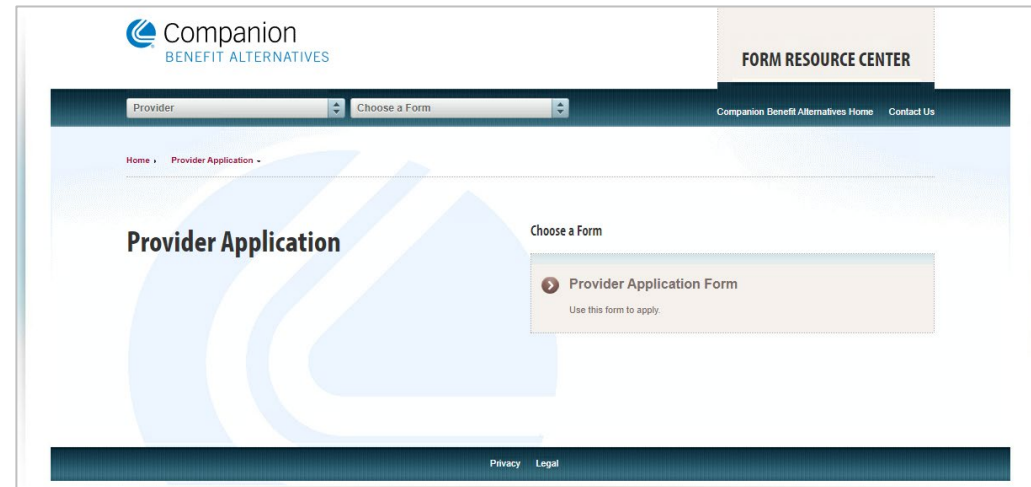 Companion
BENEFIT ALTERNATIVES
FORM RESOURCE CENTER
Provider
Choose a Form
Companion Benefit Alternatives Home
Contact Us
Home
Provider Application
Provider Application
Choose a Form
Provider Application Form
Use this form to apply.
Privacy
Legal